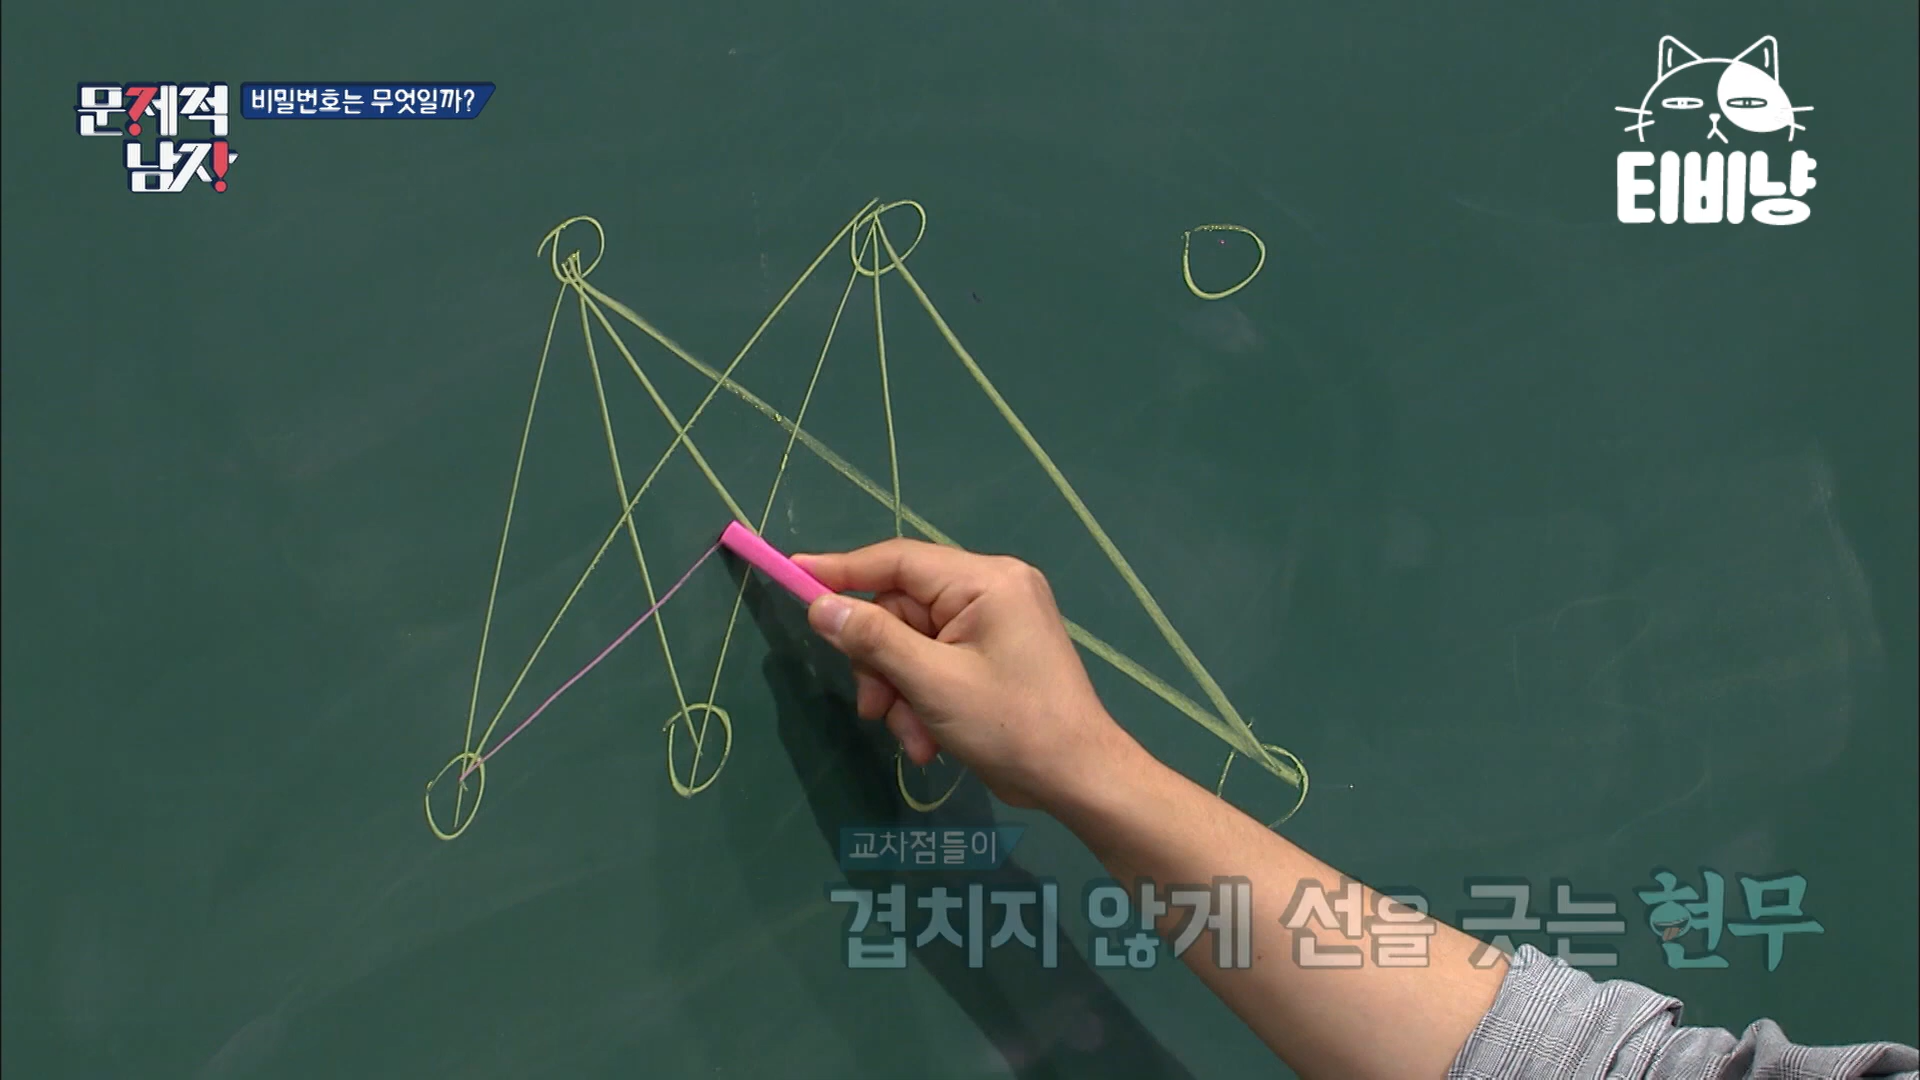 문제적
남자
비밀번호는 무엇일까?
티비냥
교차점들이
겹치지 않게 선을 긋는 현무